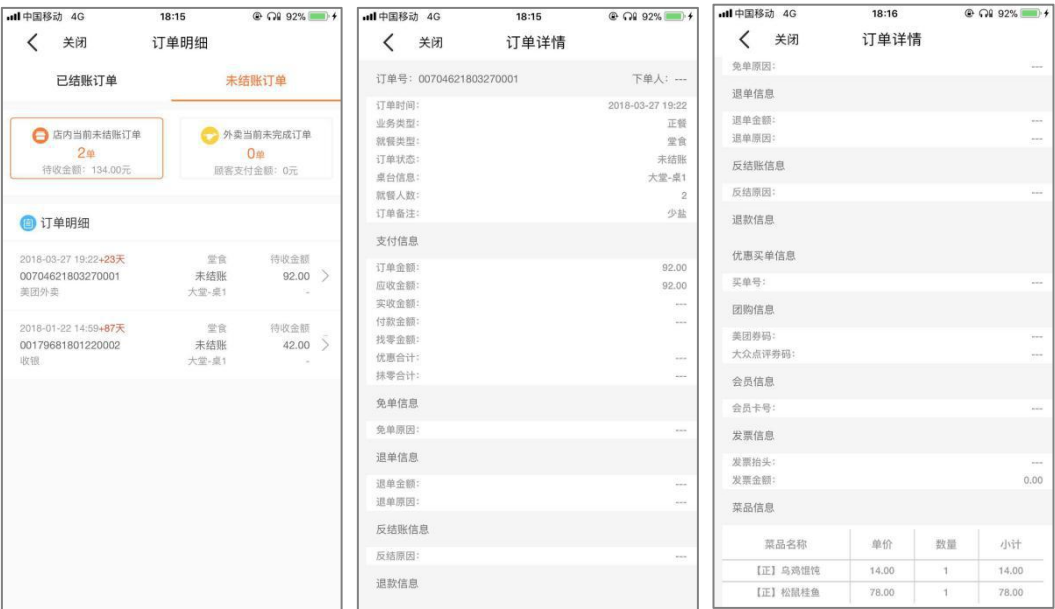 中国移动 4G 18:15 92%
关闭 订单明细
已结账订单 未结账订单
店内当前未结账订单 外卖当前未完成订单
2单 0单
待收金额：134.00元 顾客支付金额：0元
订单明细
2018-03-27 19:22+23天 堂食 待收金额
00704621803270001 未结账 92.00
美团外卖 大堂-桌1 -
2018-01-22 14:59+87天 堂食 待收金额
00179681801220002 未结账 42.00
收银 大堂-桌1 -
中国移动 4G 18:15 92%
关闭 订单详情
订单号：00704621803270001 下单人：---
订单时间： 2018-03-27 19:22
业务类型： 正餐
就餐类型： 堂食
订单状态： 未结账
桌台信息： 大堂-桌1
就餐人数： 2
订单备注： 少盐
支付信息
订单金额： 92.00
应收金额： 92.00
实收金额： ---
付款金额： ---
找零金额：
优惠合计： ---
抹零合计： ---
免单信息
免单原因： ---
退单信息
退单金额： ---
退单原因： ---
反结账信息
反结原因： ---
退款信息
中国移动 4G 18:16 92%
关闭 订单详情
免单原因： ---
退单信息
退单金额： ---
退单原因： ---
反结账信息
反结原因： ---
退款信息
优惠买单信息
买单号： ---
团购信息
美团券码： ---
大众点评券码： ---
会员信息
会员卡号： ---
发票信息
发票抬头： ---
发票金额： 0.00
菜品信息
菜品名称 单价 数量 小计
【正】乌鸡馄饨 14.00 1 14.00
【正】松鼠桂鱼 78.00 1 78.00